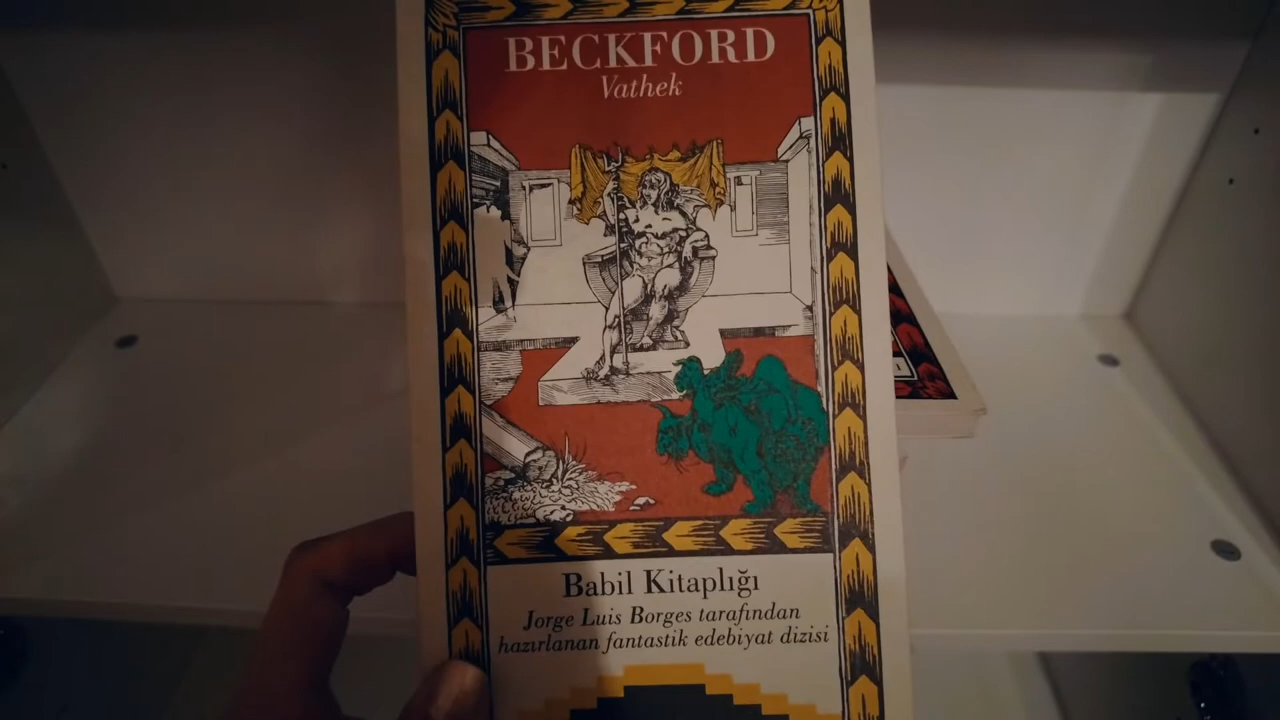 BECKFORD
Vathek
Babil Kitaplığı
Jorge Luis Borges tarafından
hazırlanan fantastik edebiyat dizisi